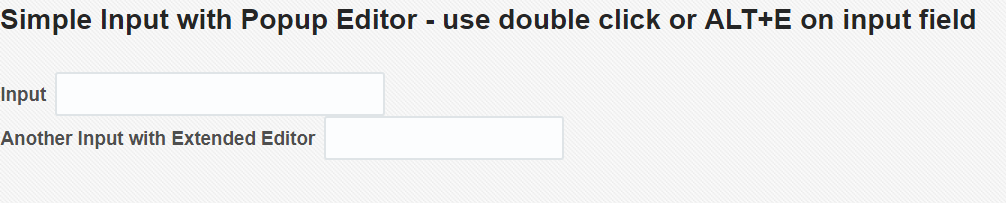 Simple Input with Popup Editor - use double click or ALT+E on input field
Input
Another Input with Extended Editor